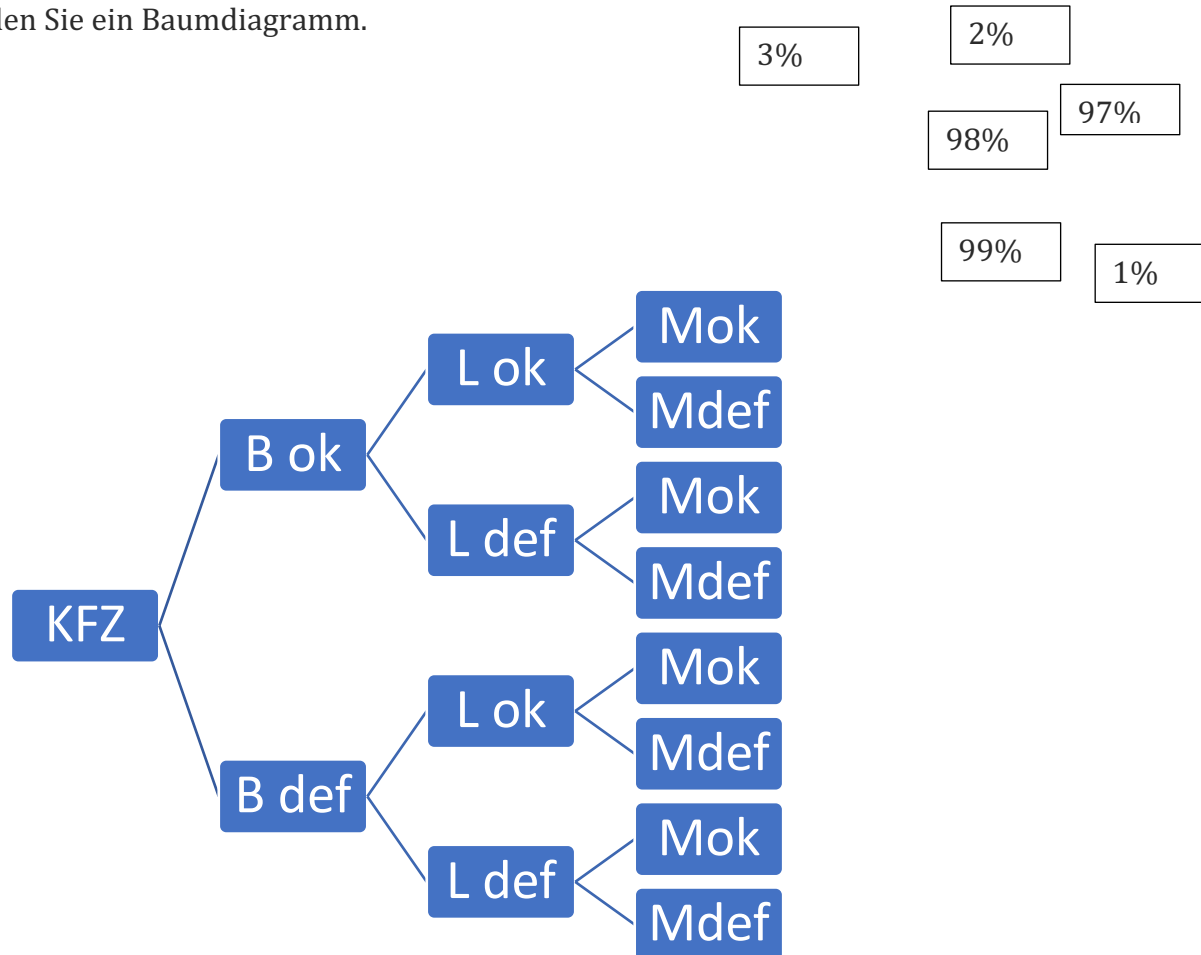 len Sie ein Baumdiagramm.
3%
2%
97%
98%
99%
1%
Mok
L ok
Mdef
B ok
Mok
L def
Mdef
KFZ
Mok
L ok
Mdef
B def
Mok
L def
Mdef